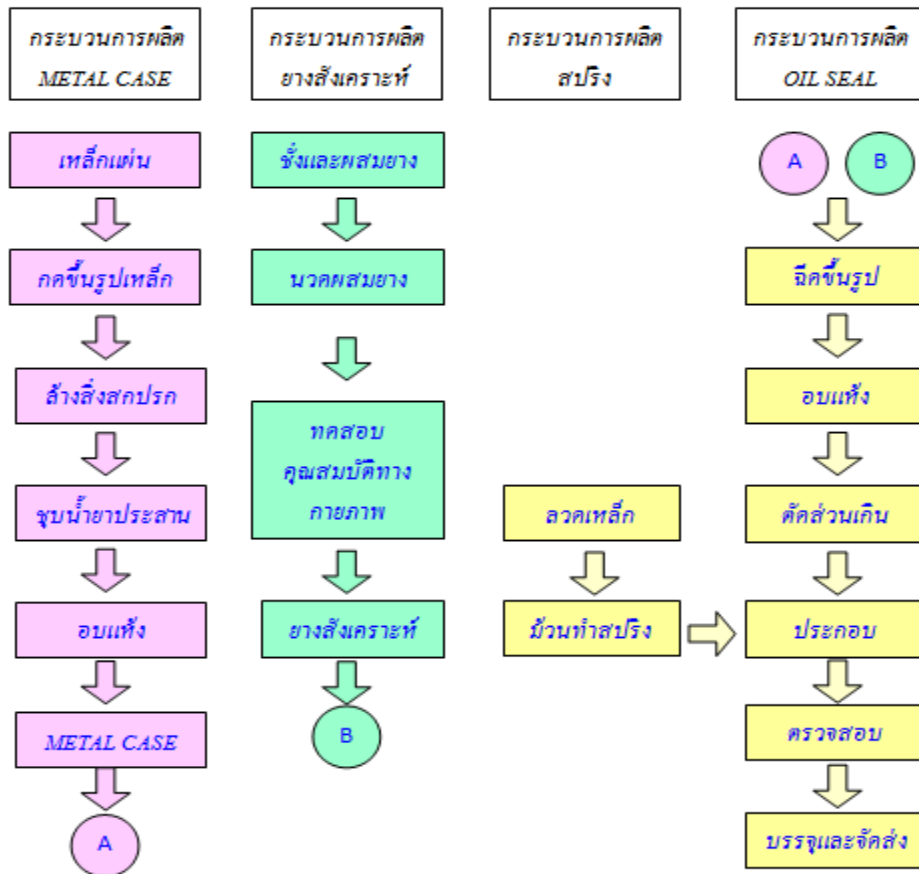 กระบวนการผลิต
METAL CASE
เหล็กแผ่น
กดขึ้นรูปเหล็ก
ล้างสิ่งสกปรก
ชุบน้ำยาประสาน
อบแห้ง
METAL CASE
A
กระบวนการผลิต
ยางสังเคราะห์
ชั่งและผสมยาง
นวดผสมยาง
ทดสอบ
คุณสมบัติทาง
กายภาพ
ยางสังเคราะห์
B
กระบวนการผลิต
สปริง
ลวดเหล็ก
ม้วนทำสปริง
กระบวนการผลิต
OIL SEAL
A B
ฉีดขึ้นรูป
อบแห้ง
ตัดส่วนเกิน
ประกอบ
ตรวจสอบ
บรรจุและจัดส่ง